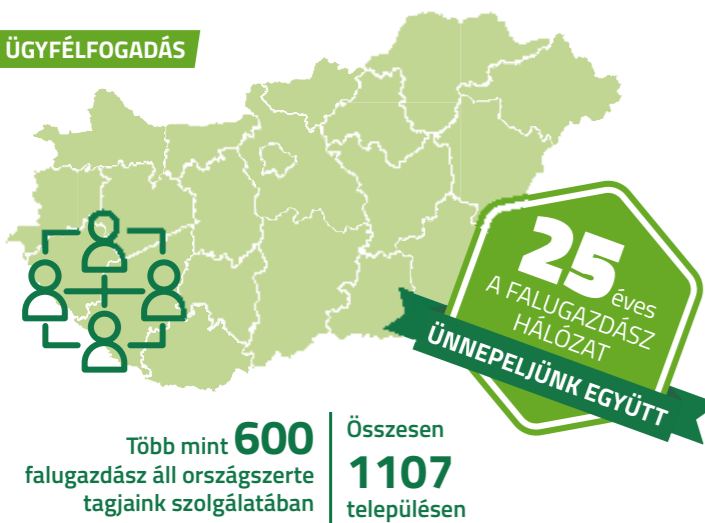 ÜGYFÉLFOGADÁS
25 éves
A FALUGAZDÁSZ
HÁLÓZAT
ÜNNEPELJÜNK EGYÜTT
Több mint 600
falugazdász áll országszerte
tagjaink szolgálatában
Összesen
1107
településen